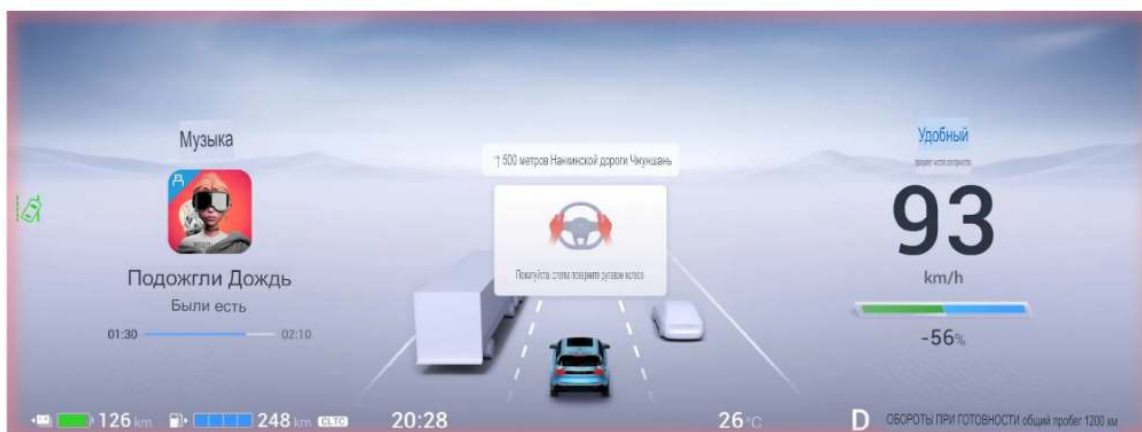 Музыка
Подожгли Дождь
Были есть
01:30
02:10
↑ 500 метров Нанкинской дороги Чжуншань
Пожалуйста, слегка поверните рулевое колесо
Удобный
93
km/h
-56%
126 km
248 km CLTC
20:28
26°C
D
ОБОРОТЫ ПРИ ГОТОВНОСТИ общий пробег 1200 км